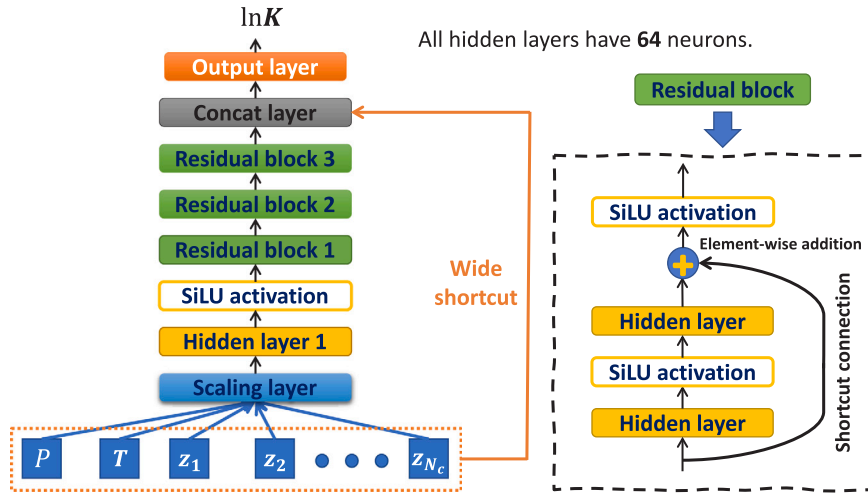 ln K
Output layer
Concat layer
Residual block 3
Residual block 2
Residual block 1
SiLU activation
Hidden layer 1
Scaling layer
P
T
z₁
z₂
z_{N_c}
Wide
shortcut
All hidden layers have 64 neurons.
Residual block
SiLU activation
Element-wise addition
+
Hidden layer
SiLU activation
Hidden layer
Shortcut connection